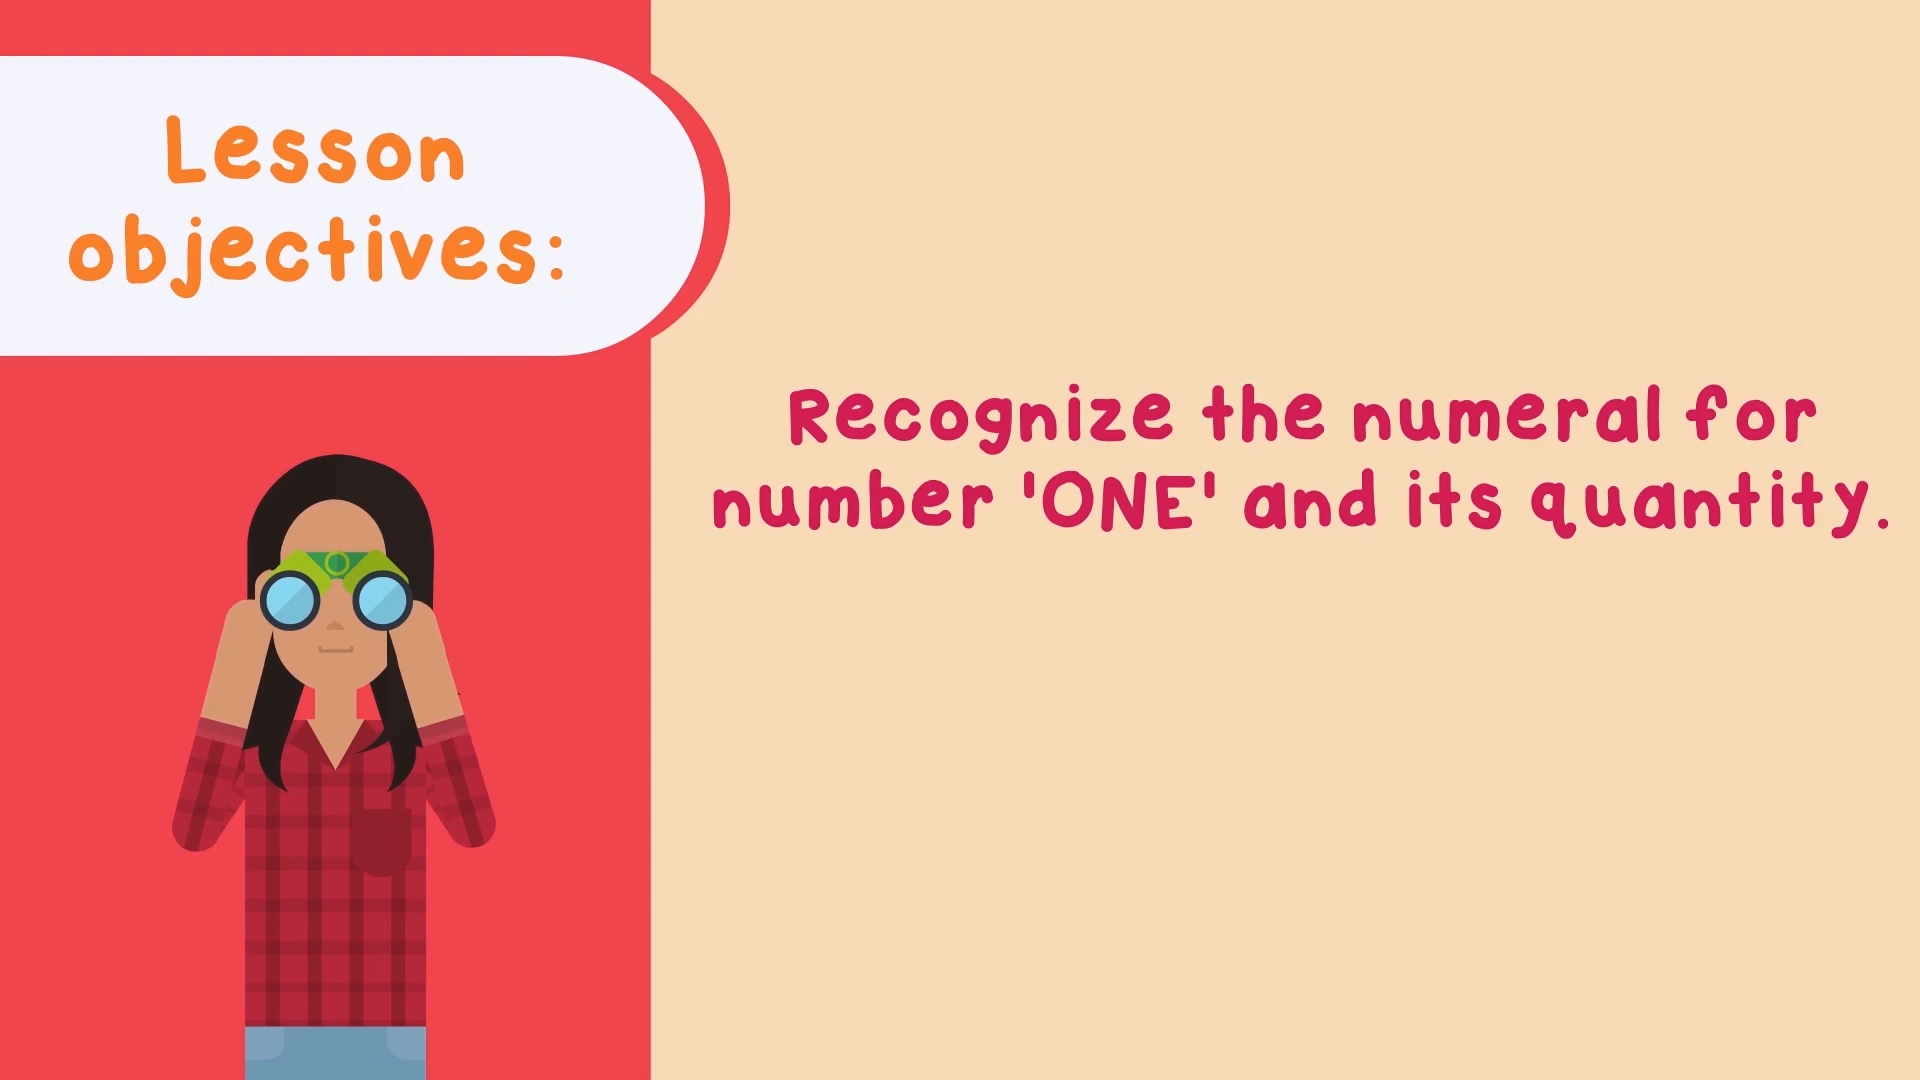 Lesson
objectives:
Recognize the numeral for
number 'ONE' and its quantity.